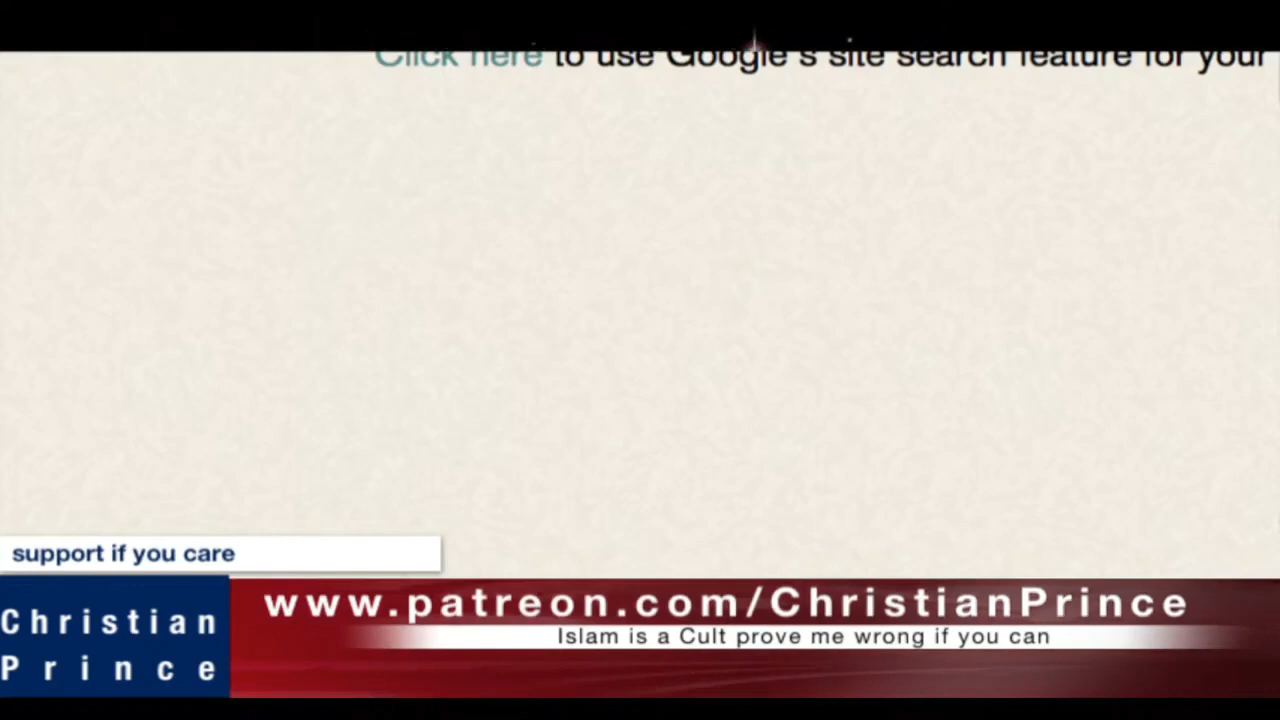 Click here to use Google's site search feature for your
support if you care
Christian
Prince
www.patreon.com/ChristianPrince
Islam is a Cult prove me wrong if you can